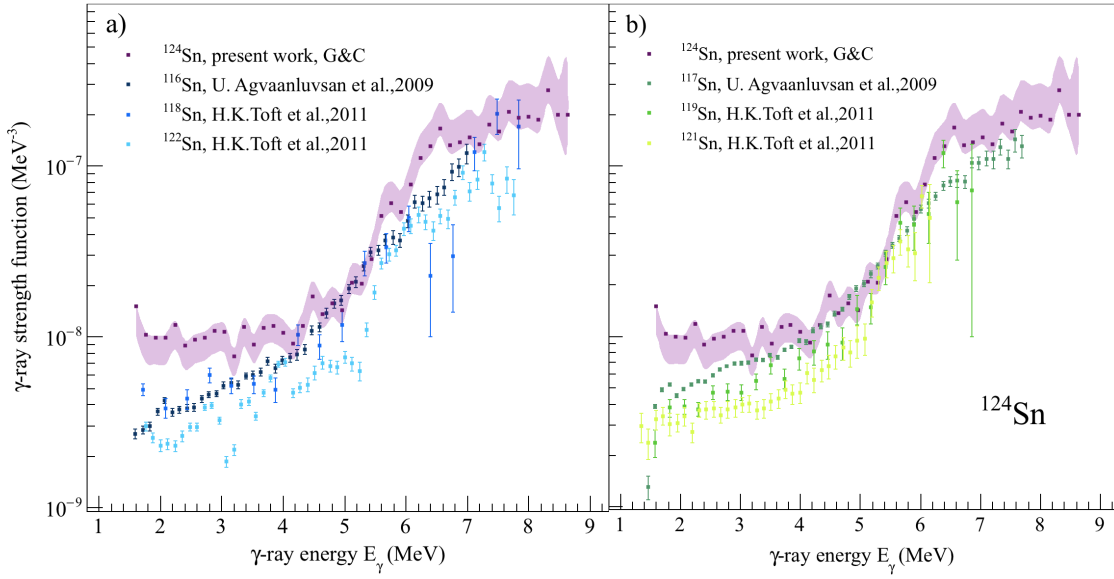 a)
¹²⁴Sn, present work, G&C
¹¹⁶Sn, U. Agvaanluvsan et al.,2009
¹¹⁸Sn, H.K.Toft et al.,2011
¹²²Sn, H.K.Toft et al.,2011
b)
¹²⁴Sn, present work, G&C
¹¹⁷Sn, U. Agvaanluvsan et al.,2009
¹¹⁹Sn, H.K.Toft et al.,2011
¹²¹Sn, H.K.Toft et al.,2011
¹²⁴Sn
γ-ray strength function (MeV⁻³)
10⁻⁷
10⁻⁸
10⁻⁹
1 2 3 4 5 6 7 8 9
1 2 3 4 5 6 7 8 9
γ-ray energy E_γ (MeV)
γ-ray energy E_γ (MeV)